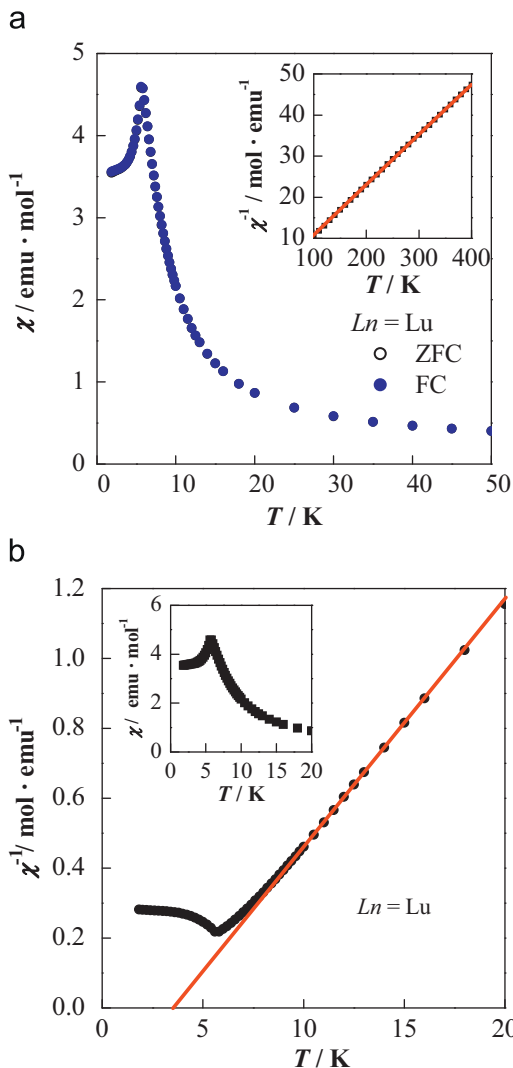 a
5
4
3
2
1
0
χ / emu · mol⁻¹
0 10 20 30 40 50
T / K
50
40
30
20
10
χ⁻¹ / mol · emu⁻¹
100 200 300 400
T / K
Ln = Lu
ZFC
FC
b
1.2
1.0
0.8
0.6
0.4
0.2
0.0
χ⁻¹/ mol · emu⁻¹
0 5 10 15 20
T / K
6
4
2
0
χ / emu · mol⁻¹
0 5 10 15 20
T / K
Ln = Lu